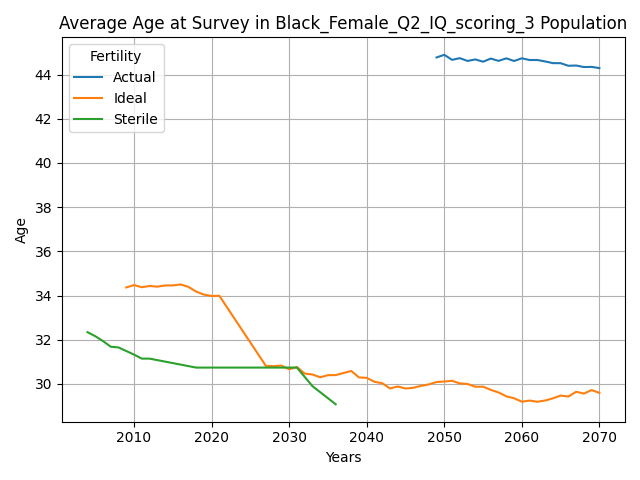 Average Age at Survey in Black_Female_Q2_IQ_scoring_3 Population
Fertility
Actual
Ideal
Sterile
Age
44
42
40
38
36
34
32
30
2010 2020 2030 2040 2050 2060 2070
Years